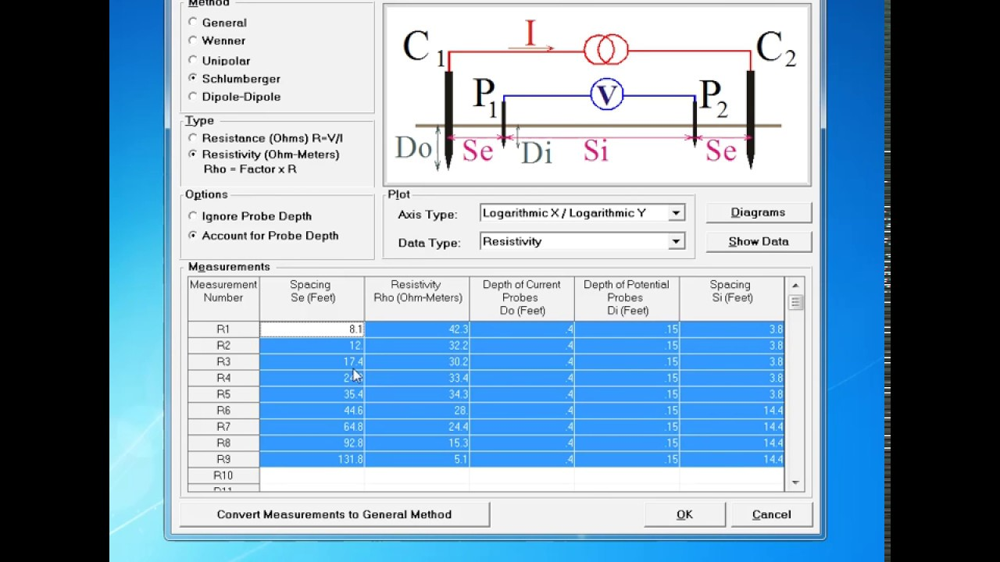 Method
General
Wenner
Unipolar
Schlumberger
Dipole-Dipole
C1 I C2
P1 V P2
Do Se Di Si Se
Type
Resistance (Ohms) R=V/I
Resistivity (Ohm-Meters)
Rho = Factor x R
Options
Ignore Probe Depth
Account for Probe Depth
Plot
Axis Type: Logarithmic X / Logarithmic Y
Data Type: Resistivity
Diagrams
Show Data
Measurements
Measurement Number Spacing Se (Feet) Resistivity Rho (Ohm-Meters) Depth of Current Probes Do (Feet) Depth of Potential Probes Di (Feet) Spacing Si (Feet)
R1 8.1 42.3 .4 .15 3.8
R2 12. 32.2 .4 .15 3.8
R3 17.4 30.2 .4 .15 3.8
R4 33.4 .4 .15 3.8
R5 35.4 34.3 .4 .15 3.8
R6 44.6 28. .4 .15 14.4
R7 64.8 24.4 .4 .15 14.4
R8 92.8 15.3 .4 .15 14.4
R9 131.8 5.1 .4 .15 14.4
R10
R11
Convert Measurement to General Method
OK
Cancel